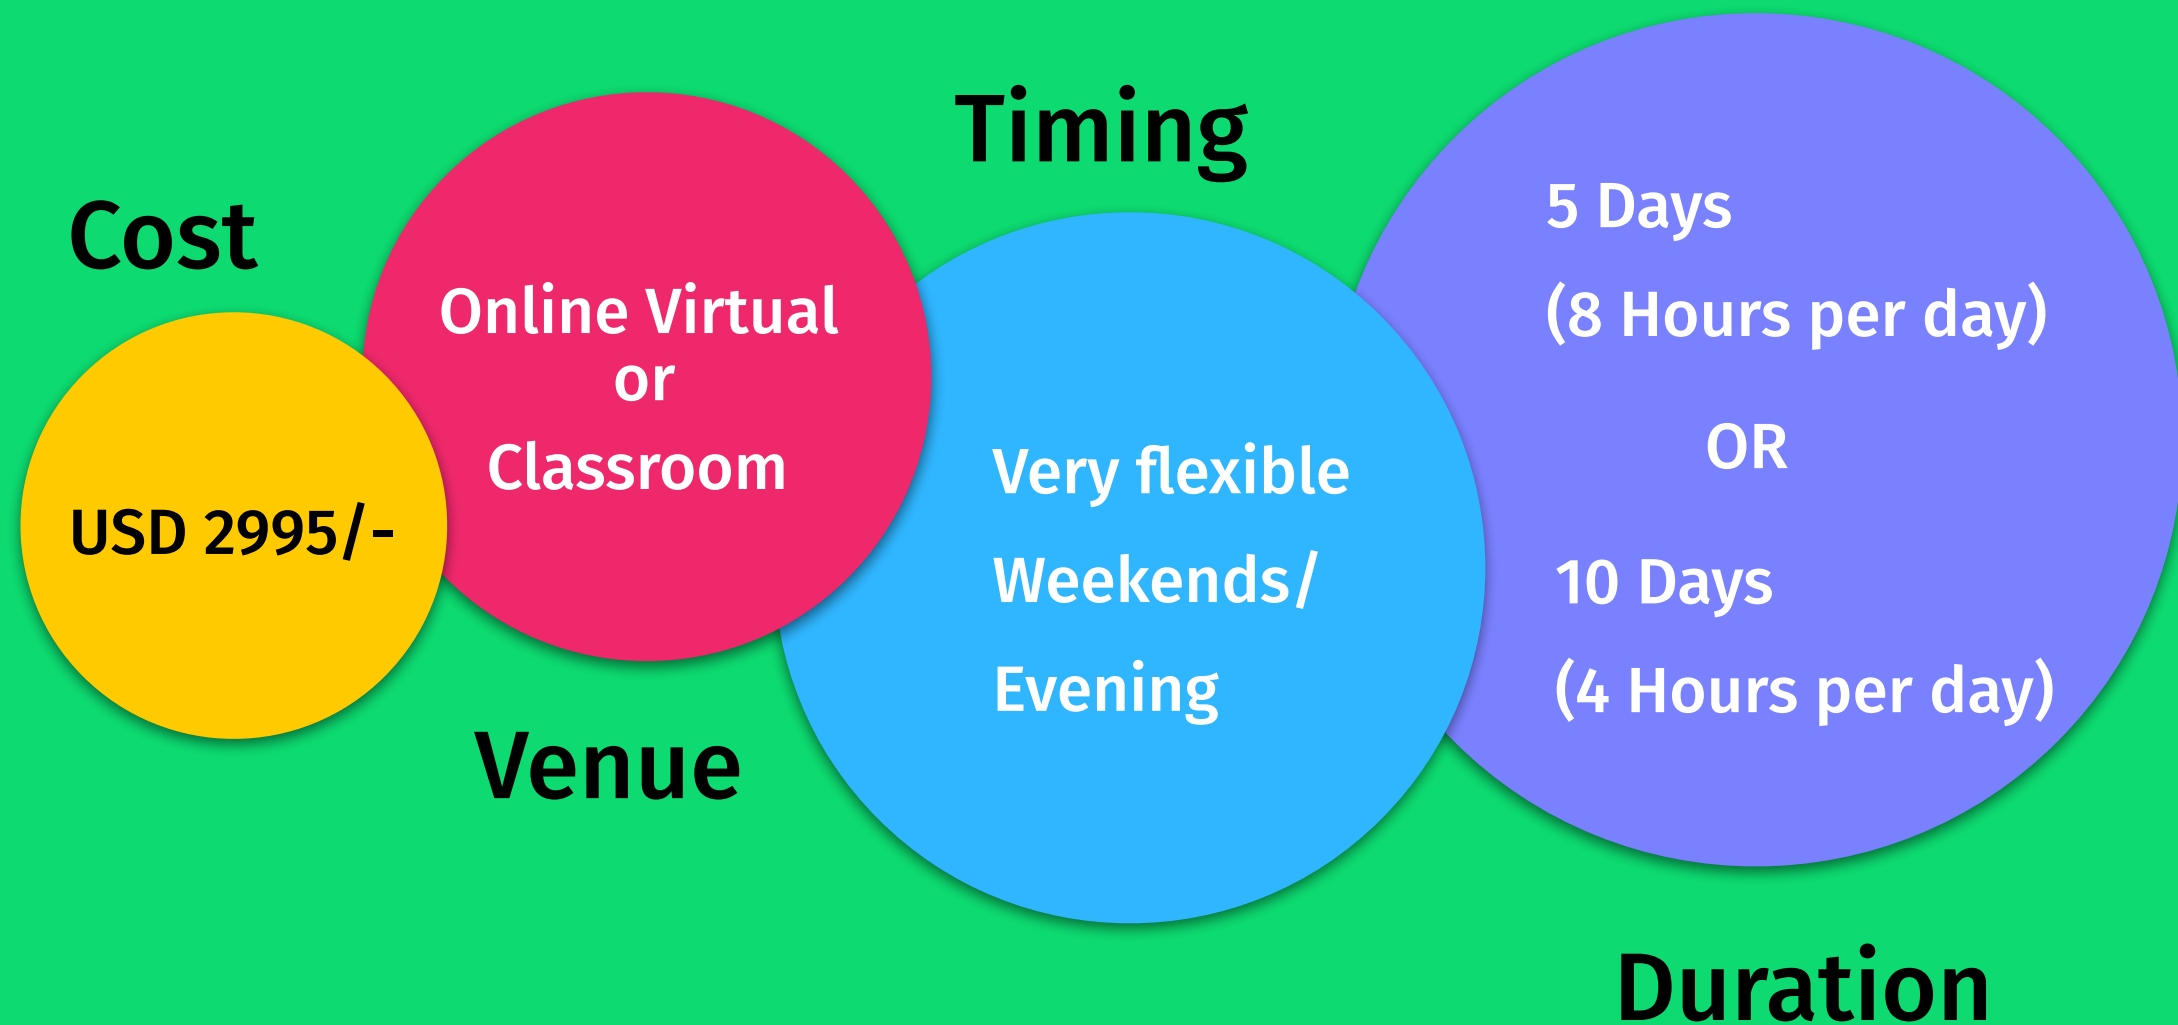 Cost
USD 2995/-
Online Virtual
or
Classroom
Venue
Timing
Very flexible
Weekends/
Evening
5 Days
(8 Hours per day)
OR
10 Days
(4 Hours per day)
Duration